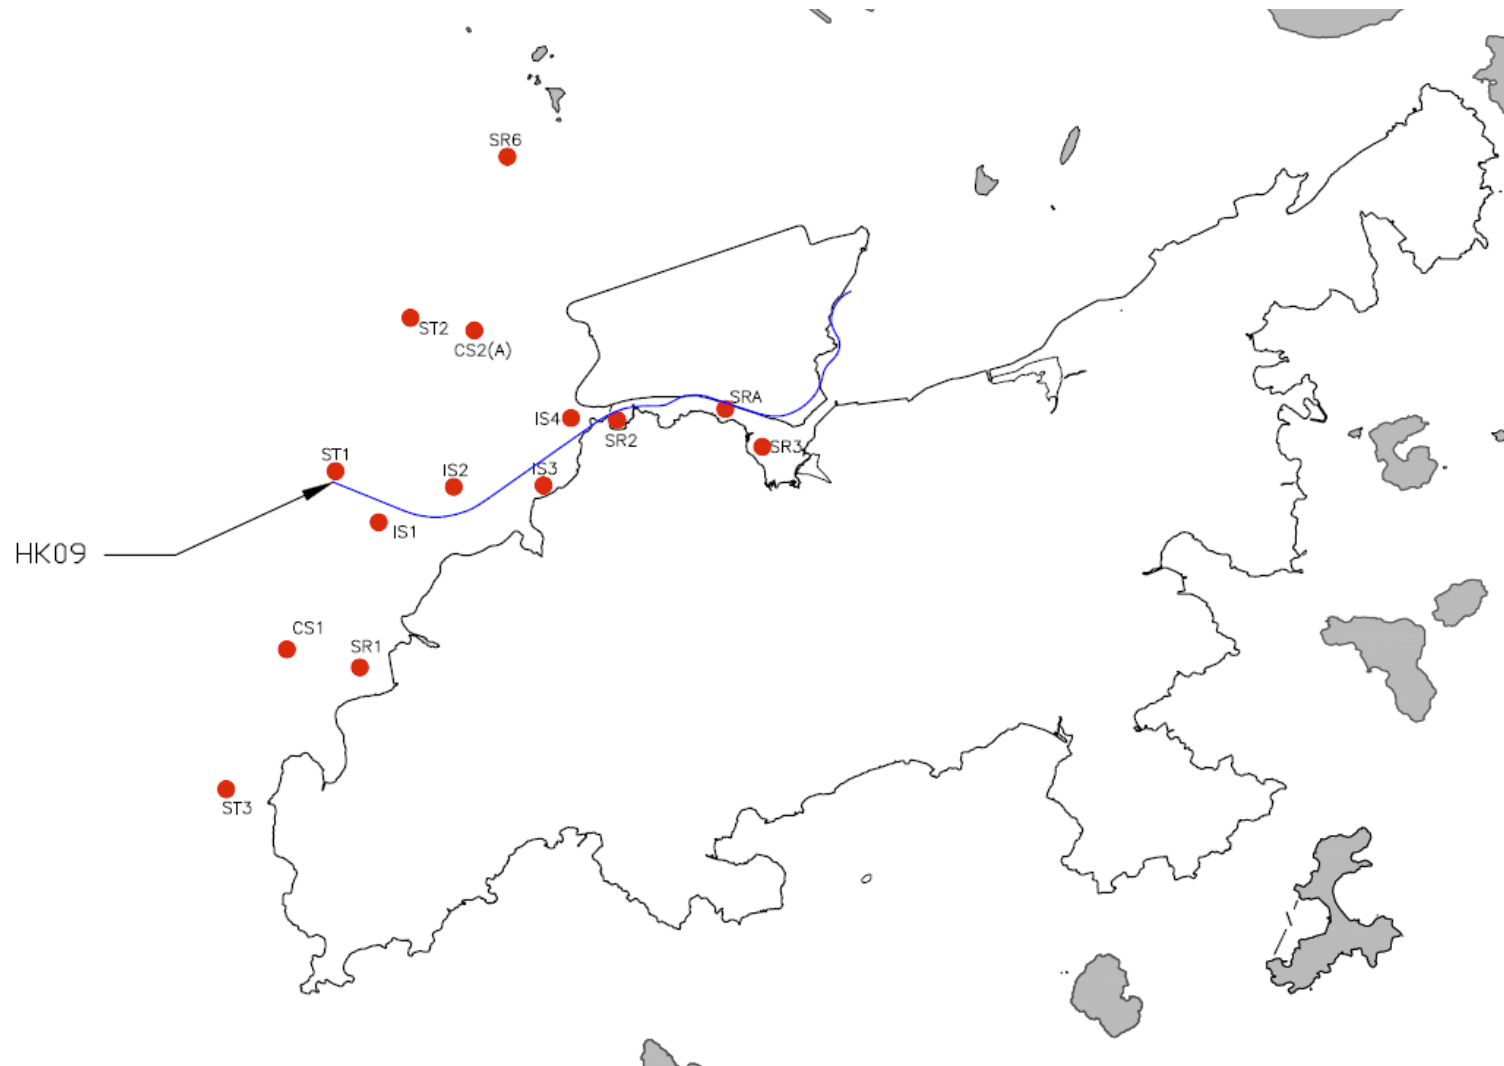 SR6
ST2
CS2(A)
SRA
IS4
SR2
SR3
ST1
IS2
IS3
IS1
HK09
CS1
SR1
ST3